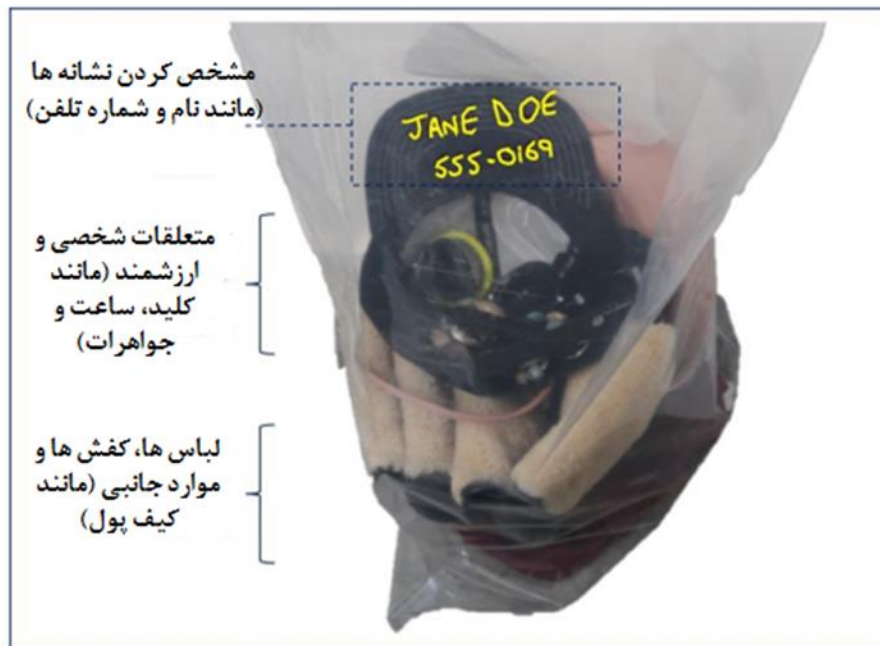 مشخص کردن نشانه ها
(مانند نام و شماره تلفن)
JANE DOE
555-0169
متعلقات شخصی و
ارزشمند (مانند
کلید، ساعت و
جواهرات)
لباس ها، کفش ها و
موارد جانبی (مانند
کیف پول)